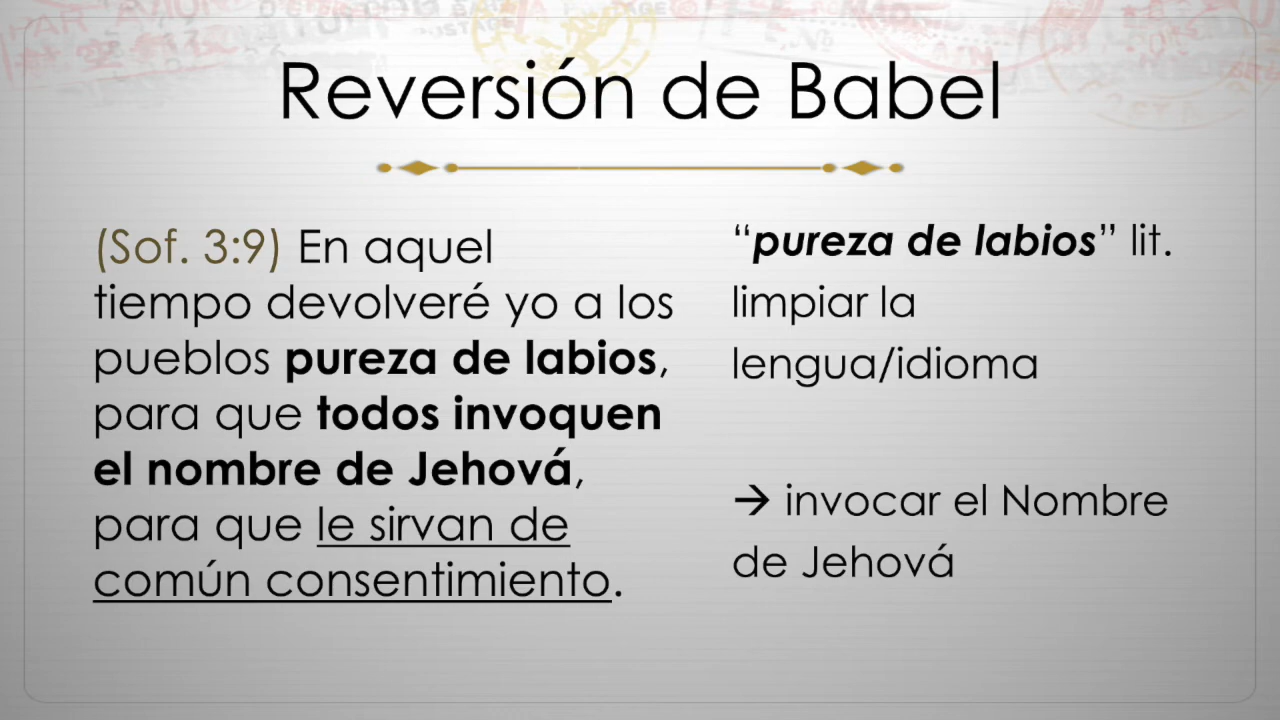 Reversión de Babel
(Sof. 3:9) En aquel
tiempo devolveré yo a los
pueblos pureza de labios,
para que todos invoquen
el nombre de Jehová,
para que le sirvan de
común consentimiento.
“pureza de labios” lit.
limpiar la
lengua/idioma
→ invocar el Nombre
de Jehová